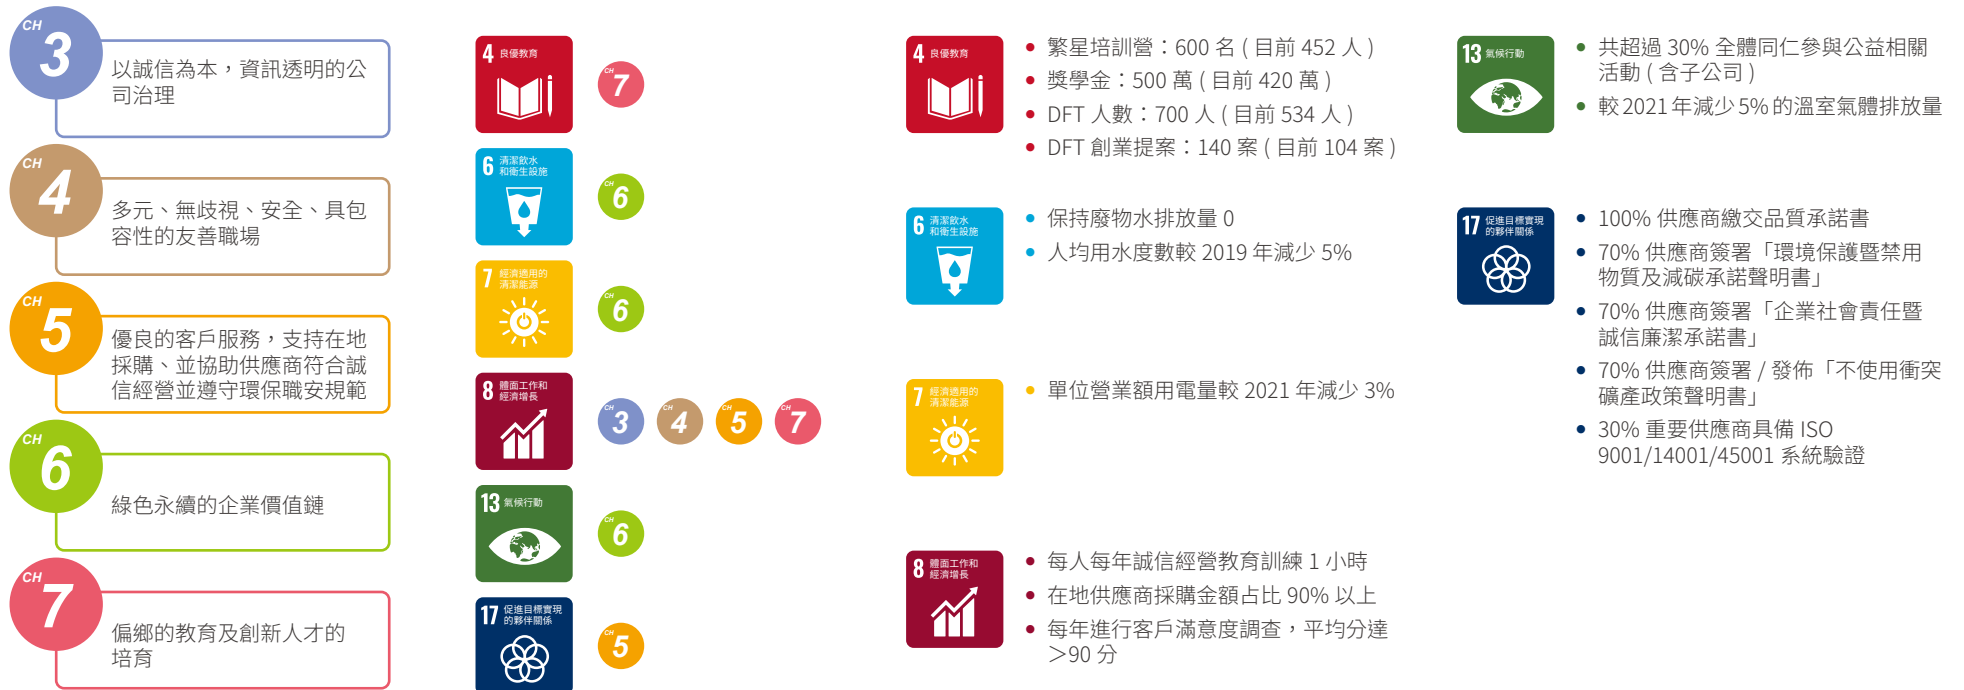 CH
3
以誠信為本，資訊透明的公
司治理
CH
4
多元、無歧視、安全、具包
容性的友善職場
CH
5
優良的客戶服務，支持在地
採購、並協助供應商符合誠
信經營並遵守環保職安規範
CH
6
綠色永續的企業價值鏈
CH
7
偏鄉的教育及創新人才的
培育
4 良優教育
CH
7
6 清潔飲水
和衛生設施
CH
6
7 經濟適用的
清潔能源
CH
6
8 體面工作和
經濟增長
CH
3
CH
4
CH
5
CH
7
13 氣候行動
CH
6
17 促進目標實現
的夥伴關係
CH
5
4 良優教育
• 繁星培訓營：600 名 ( 目前 452 人 )
• 獎學金：500 萬 ( 目前 420 萬 )
• DFT 人數：700 人 ( 目前 534 人 )
• DFT 創業提案：140 案 ( 目前 104 案 )
6 清潔飲水
和衛生設施
• 保持廢物水排放量 0
• 人均用水度數較 2019 年減少 5%
7 經濟適用的
清潔能源
• 單位營業額用電量較 2021 年減少 3%
8 體面工作和
經濟增長
• 每人每年誠信經營教育訓練 1 小時
• 在地供應商採購金額占比 90% 以上
• 每年進行客戶滿意度調查，平均分達
＞90 分
13 氣候行動
• 共超過 30% 全體同仁參與公益相關
活動 ( 含子公司 )
• 較 2021 年減少 5% 的溫室氣體排放量
17 促進目標實現
的夥伴關係
• 100% 供應商繳交品質承諾書
• 70% 供應商簽署「環境保護暨禁用
物質及減碳承諾聲明書」
• 70% 供應商簽署「企業社會責任暨
誠信廉潔承諾書」
• 70% 供應商簽署 / 發佈「不使用衝突
礦產政策聲明書」
• 30% 重要供應商具備 ISO
9001/14001/45001 系統驗證